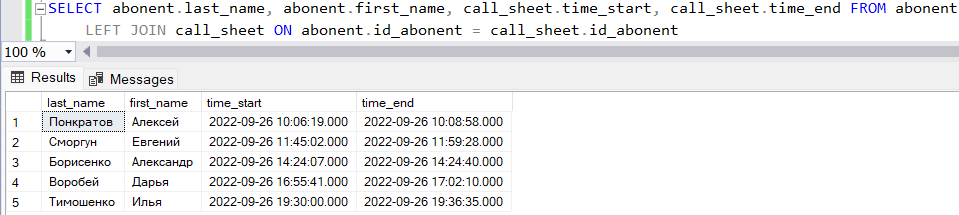 SELECT abonent.last_name, abonent.first_name, call_sheet.time_start, call_sheet.time_end FROM abonent
LEFT JOIN call_sheet ON abonent.id_abonent = call_sheet.id_abonent
100 %
Results Messages
last_name first_name time_start time_end
1 Понкратов Алексей 2022-09-26 10:06:19.000 2022-09-26 10:08:58.000
2 Сморгун Евгений 2022-09-26 11:45:02.000 2022-09-26 11:59:28.000
3 Борисенко Александр 2022-09-26 14:24:07.000 2022-09-26 14:24:40.000
4 Воробей Дарья 2022-09-26 16:55:41.000 2022-09-26 17:02:10.000
5 Тимошенко Илья 2022-09-26 19:30:00.000 2022-09-26 19:36:35.000